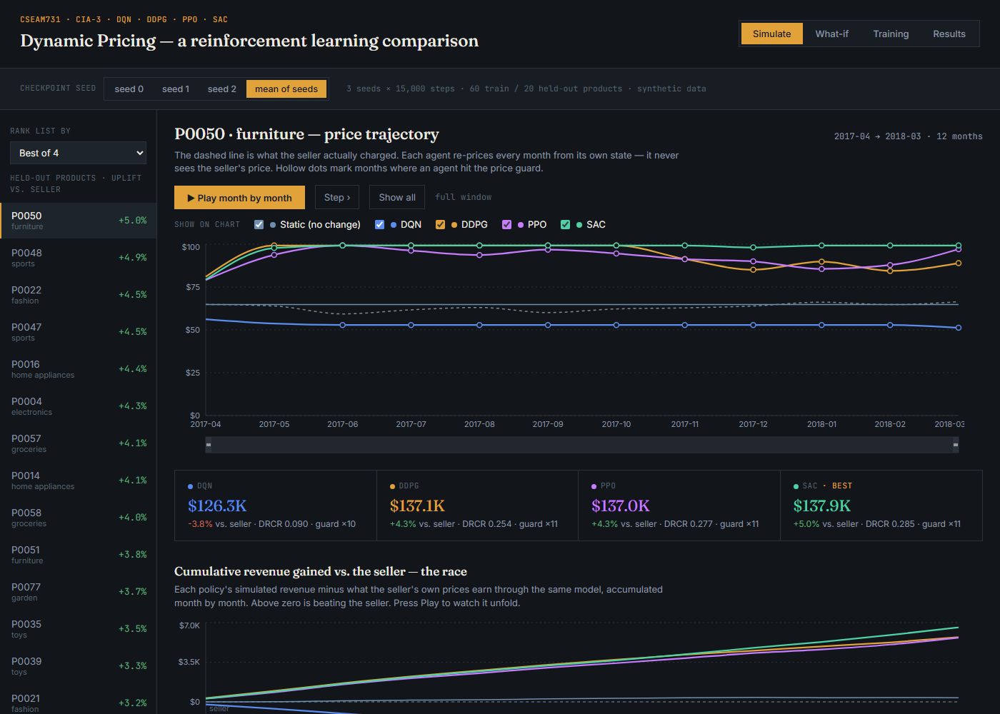 CSEAM731 · CIA-3 · DQN · DDPG · PPO · SAC
Dynamic Pricing — a reinforcement learning comparison
Simulate What-if Training Results
CHECKPOINT SEED seed 0 seed 1 seed 2 mean of seeds 3 seeds × 15,000 steps · 60 train / 20 held-out products · synthetic data
RANK LIST BY
Best of 4
HELD-OUT PRODUCTS · UPLIFT
VS. SELLER
P0050
furniture
+5.0%
P0048
sports
+4.9%
P0022
fashion
+4.5%
P0047
sports
+4.5%
P0016
home appliances
+4.4%
P0004
electronics
+4.3%
P0057
groceries
+4.1%
P0014
home appliances
+4.1%
P0058
groceries
+4.0%
P0051
furniture
+3.8%
P0077
garden
+3.7%
P0035
toys
+3.5%
P0039
toys
+3.3%
P0021
fashion
+3.2%
P0050 · furniture — price trajectory
2017-04 → 2018-03 · 12 months
The dashed line is what the seller actually charged. Each agent re-prices every month from its own state — it never
sees the seller's price. Hollow dots mark months where an agent hit the price guard.
▶ Play month by month Step › Show all full window
SHOW ON CHART Static (no change) DQN DDPG PPO SAC
$100
$75
$50
$25
$0
2017-04 2017-05 2017-06 2017-07 2017-08 2017-09 2017-10 2017-11 2017-12 2018-01 2018-02 2018-03
DQN
$126.3K
-3.8% vs. seller · DRCR 0.090 · guard ×10
DDPG
$137.1K
+4.3% vs. seller · DRCR 0.254 · guard ×11
PPO
$137.0K
+4.3% vs. seller · DRCR 0.277 · guard ×11
SAC · BEST
$137.9K
+5.0% vs. seller · DRCR 0.285 · guard ×11
Cumulative revenue gained vs. the seller — the race
Each policy's simulated revenue minus what the seller's own prices earn through the same model, accumulated
month by month. Above zero is beating the seller. Press Play to watch it unfold.
$7.0K
$3.5K
$0
seller